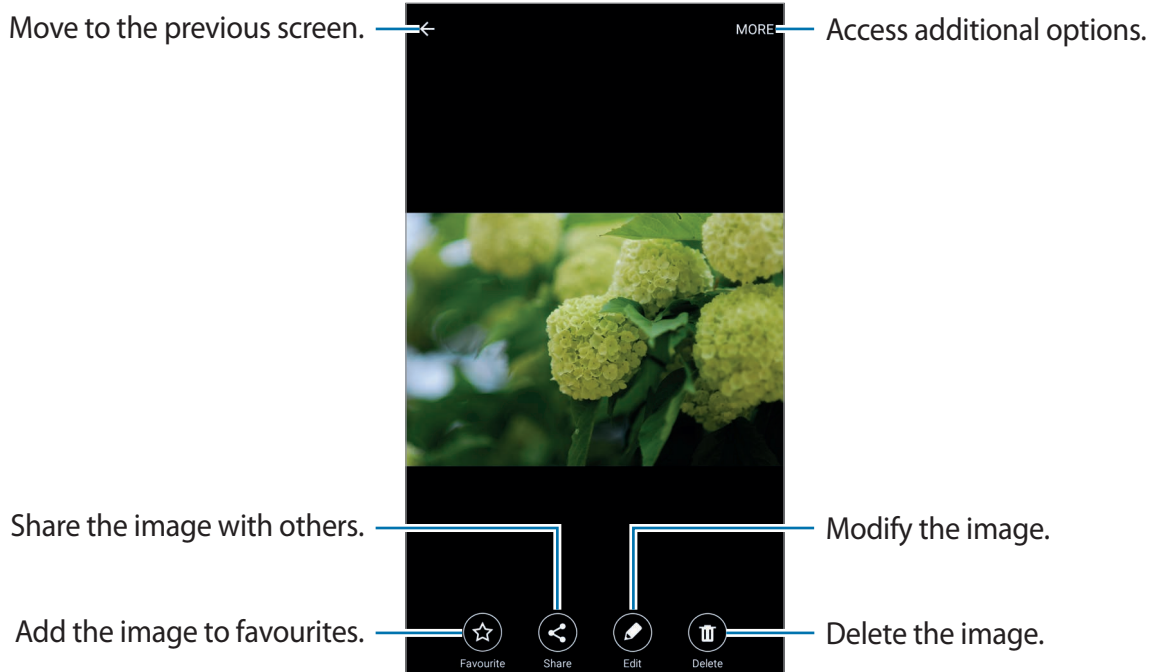 Move to the previous screen.
MORE
Access additional options.
Share the image with others.
Modify the image.
Add the image to favourites.
Delete the image.
Favourite
Share
Edit
Delete